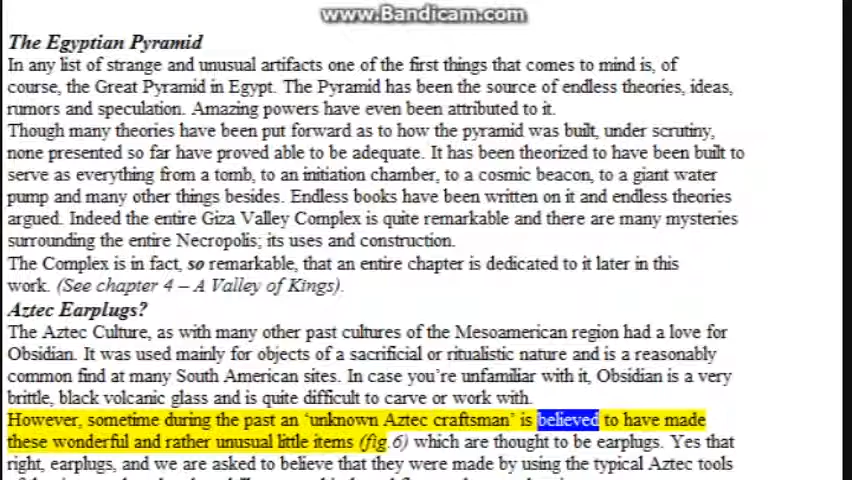 www.Bandicam.com
The Egyptian Pyramid
In any list of strange and unusual artifacts one of the first things that comes to mind is, of
course, the Great Pyramid in Egypt. The Pyramid has been the source of endless theories, ideas,
rumors and speculation. Amazing powers have even been attributed to it.
Though many theories have been put forward as to how the pyramid was built, under scrutiny,
none presented so far have proved able to be adequate. It has been theorized to have been built to
serve as everything from a tomb, to an initiation chamber, to a cosmic beacon, to a giant water
pump and many other things besides. Endless books have been written on it and endless theories
argued. Indeed the entire Giza Valley Complex is quite remarkable and there are many mysteries
surrounding the entire Necropolis; its uses and construction.
The Complex is in fact, so remarkable, that an entire chapter is dedicated to it later in this
work. (See chapter 4 – A Valley of Kings).
Aztec Earplugs?
The Aztec Culture, as with many other past cultures of the Mesoamerican region had a love for
Obsidian. It was used mainly for objects of a sacrificial or ritualistic nature and is a reasonably
common find at many South American sites. In case you're unfamiliar with it, Obsidian is a very
brittle, black volcanic glass and is quite difficult to carve or work with.
However, sometime during the past an 'unknown Aztec craftsman' is believed to have made
these wonderful and rather unusual little items (fig.6) which are thought to be earplugs. Yes that
right, earplugs, and we are asked to believe that they were made by using the typical Aztec tools